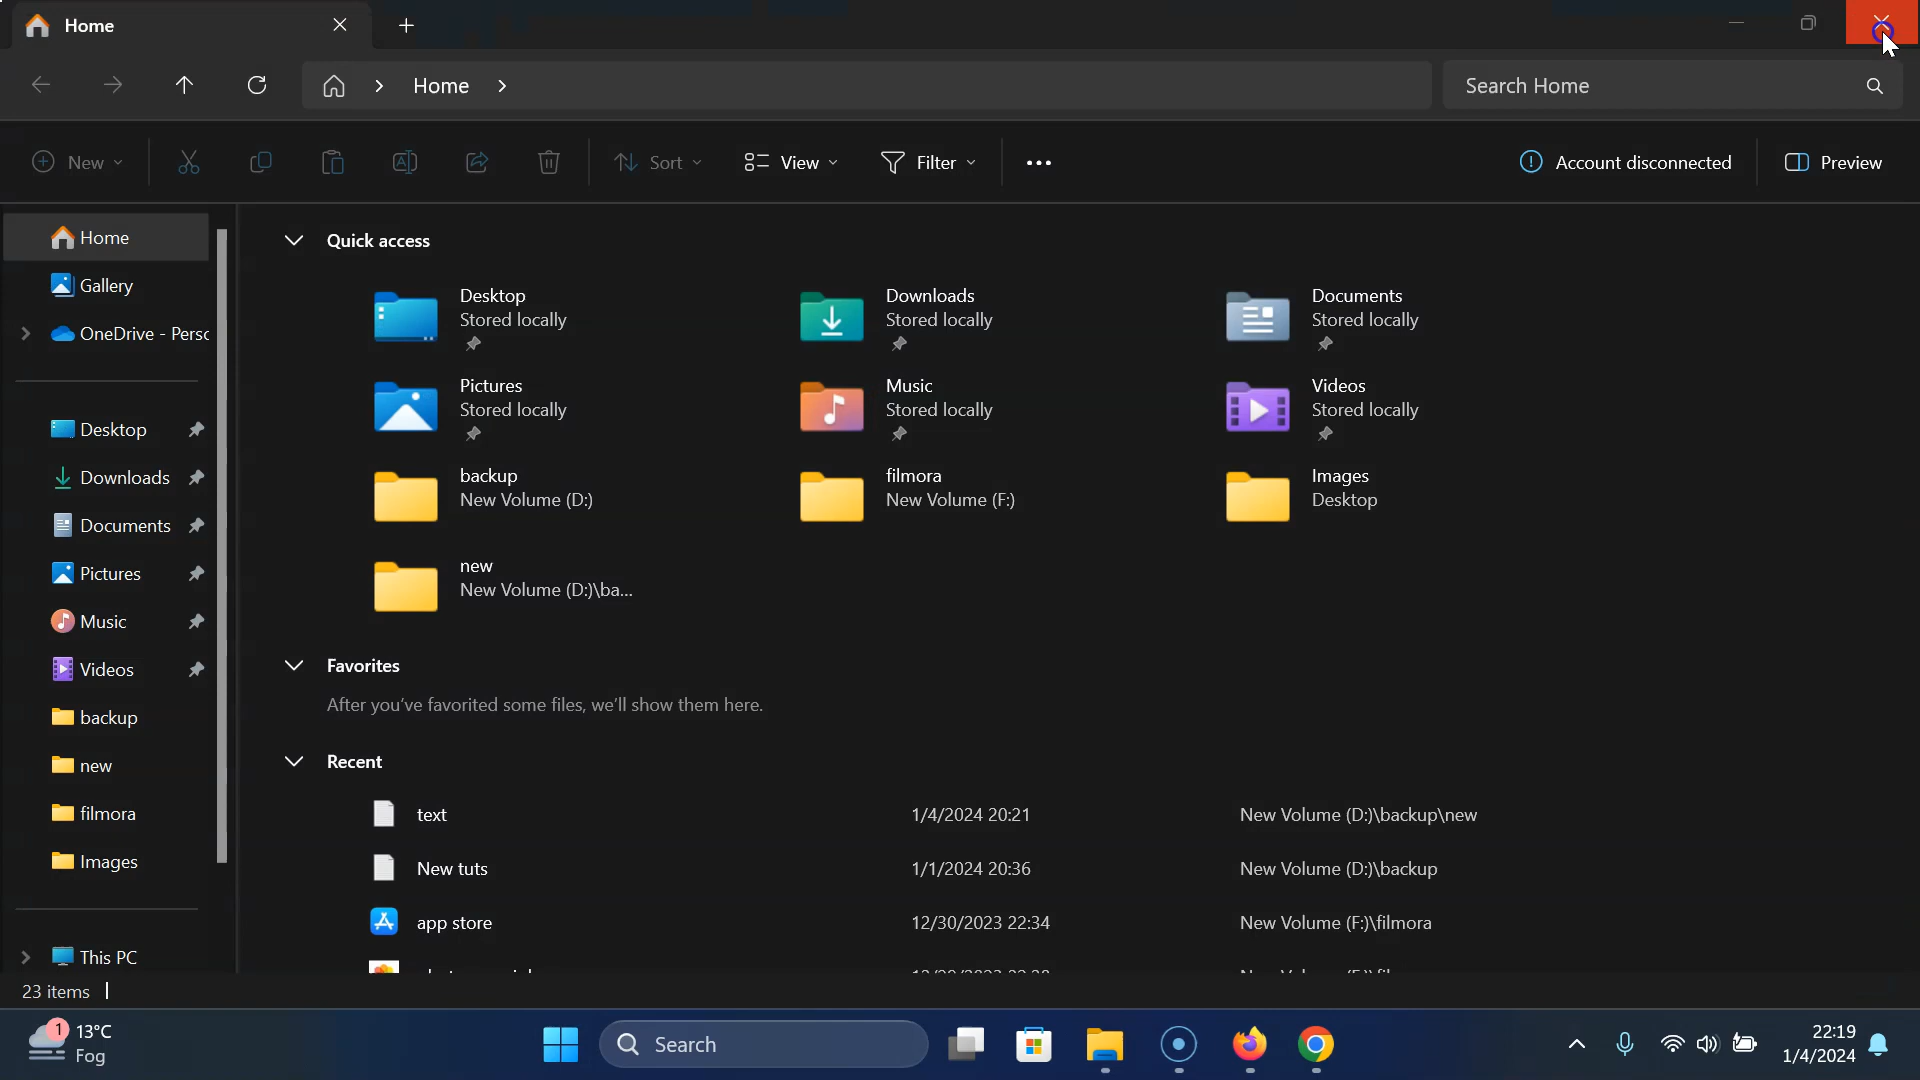 Home
Home
Search Home
New
Sort
View
Filter
Account disconnected
Preview
Home
Gallery
OneDrive - Perso
Desktop
Downloads
Documents
Pictures
Music
Videos
backup
new
filmora
Images
This PC
Quick access
Desktop
Stored locally
Downloads
Stored locally
Documents
Stored locally
Pictures
Stored locally
Music
Stored locally
Videos
Stored locally
backup
New Volume (D:)
filmora
New Volume (F:)
Images
Desktop
new
New Volume (D:)\ba...
Favorites
After you've favorited some files, we'll show them here.
Recent
text 1/4/2024 20:21 New Volume (D:)\backup\new
New tuts 1/1/2024 20:36 New Volume (D:)\backup
app store 12/30/2023 22:34 New Volume (F:)\filmora
23 items
1
13°C
Fog
Search
22:19
1/4/2024